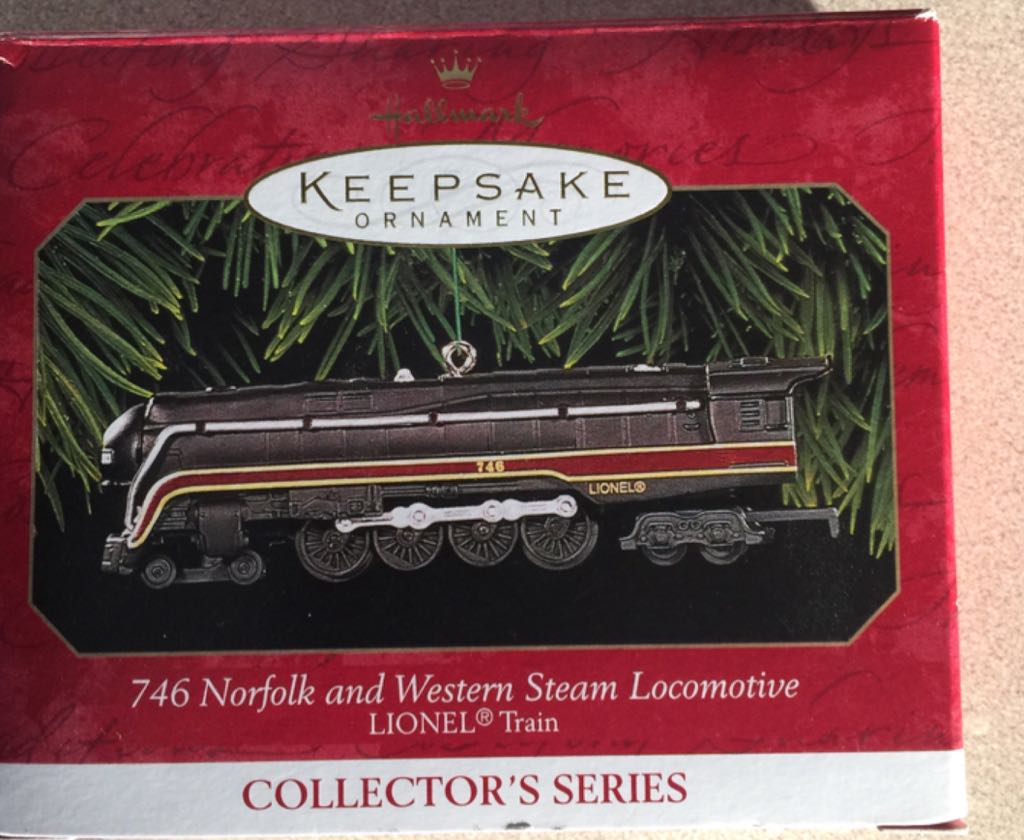 Hallmark
KEEPSAKE
ORNAMENT
746
LIONEL®
746 Norfolk and Western Steam Locomotive
LIONEL® Train
COLLECTOR'S SERIES